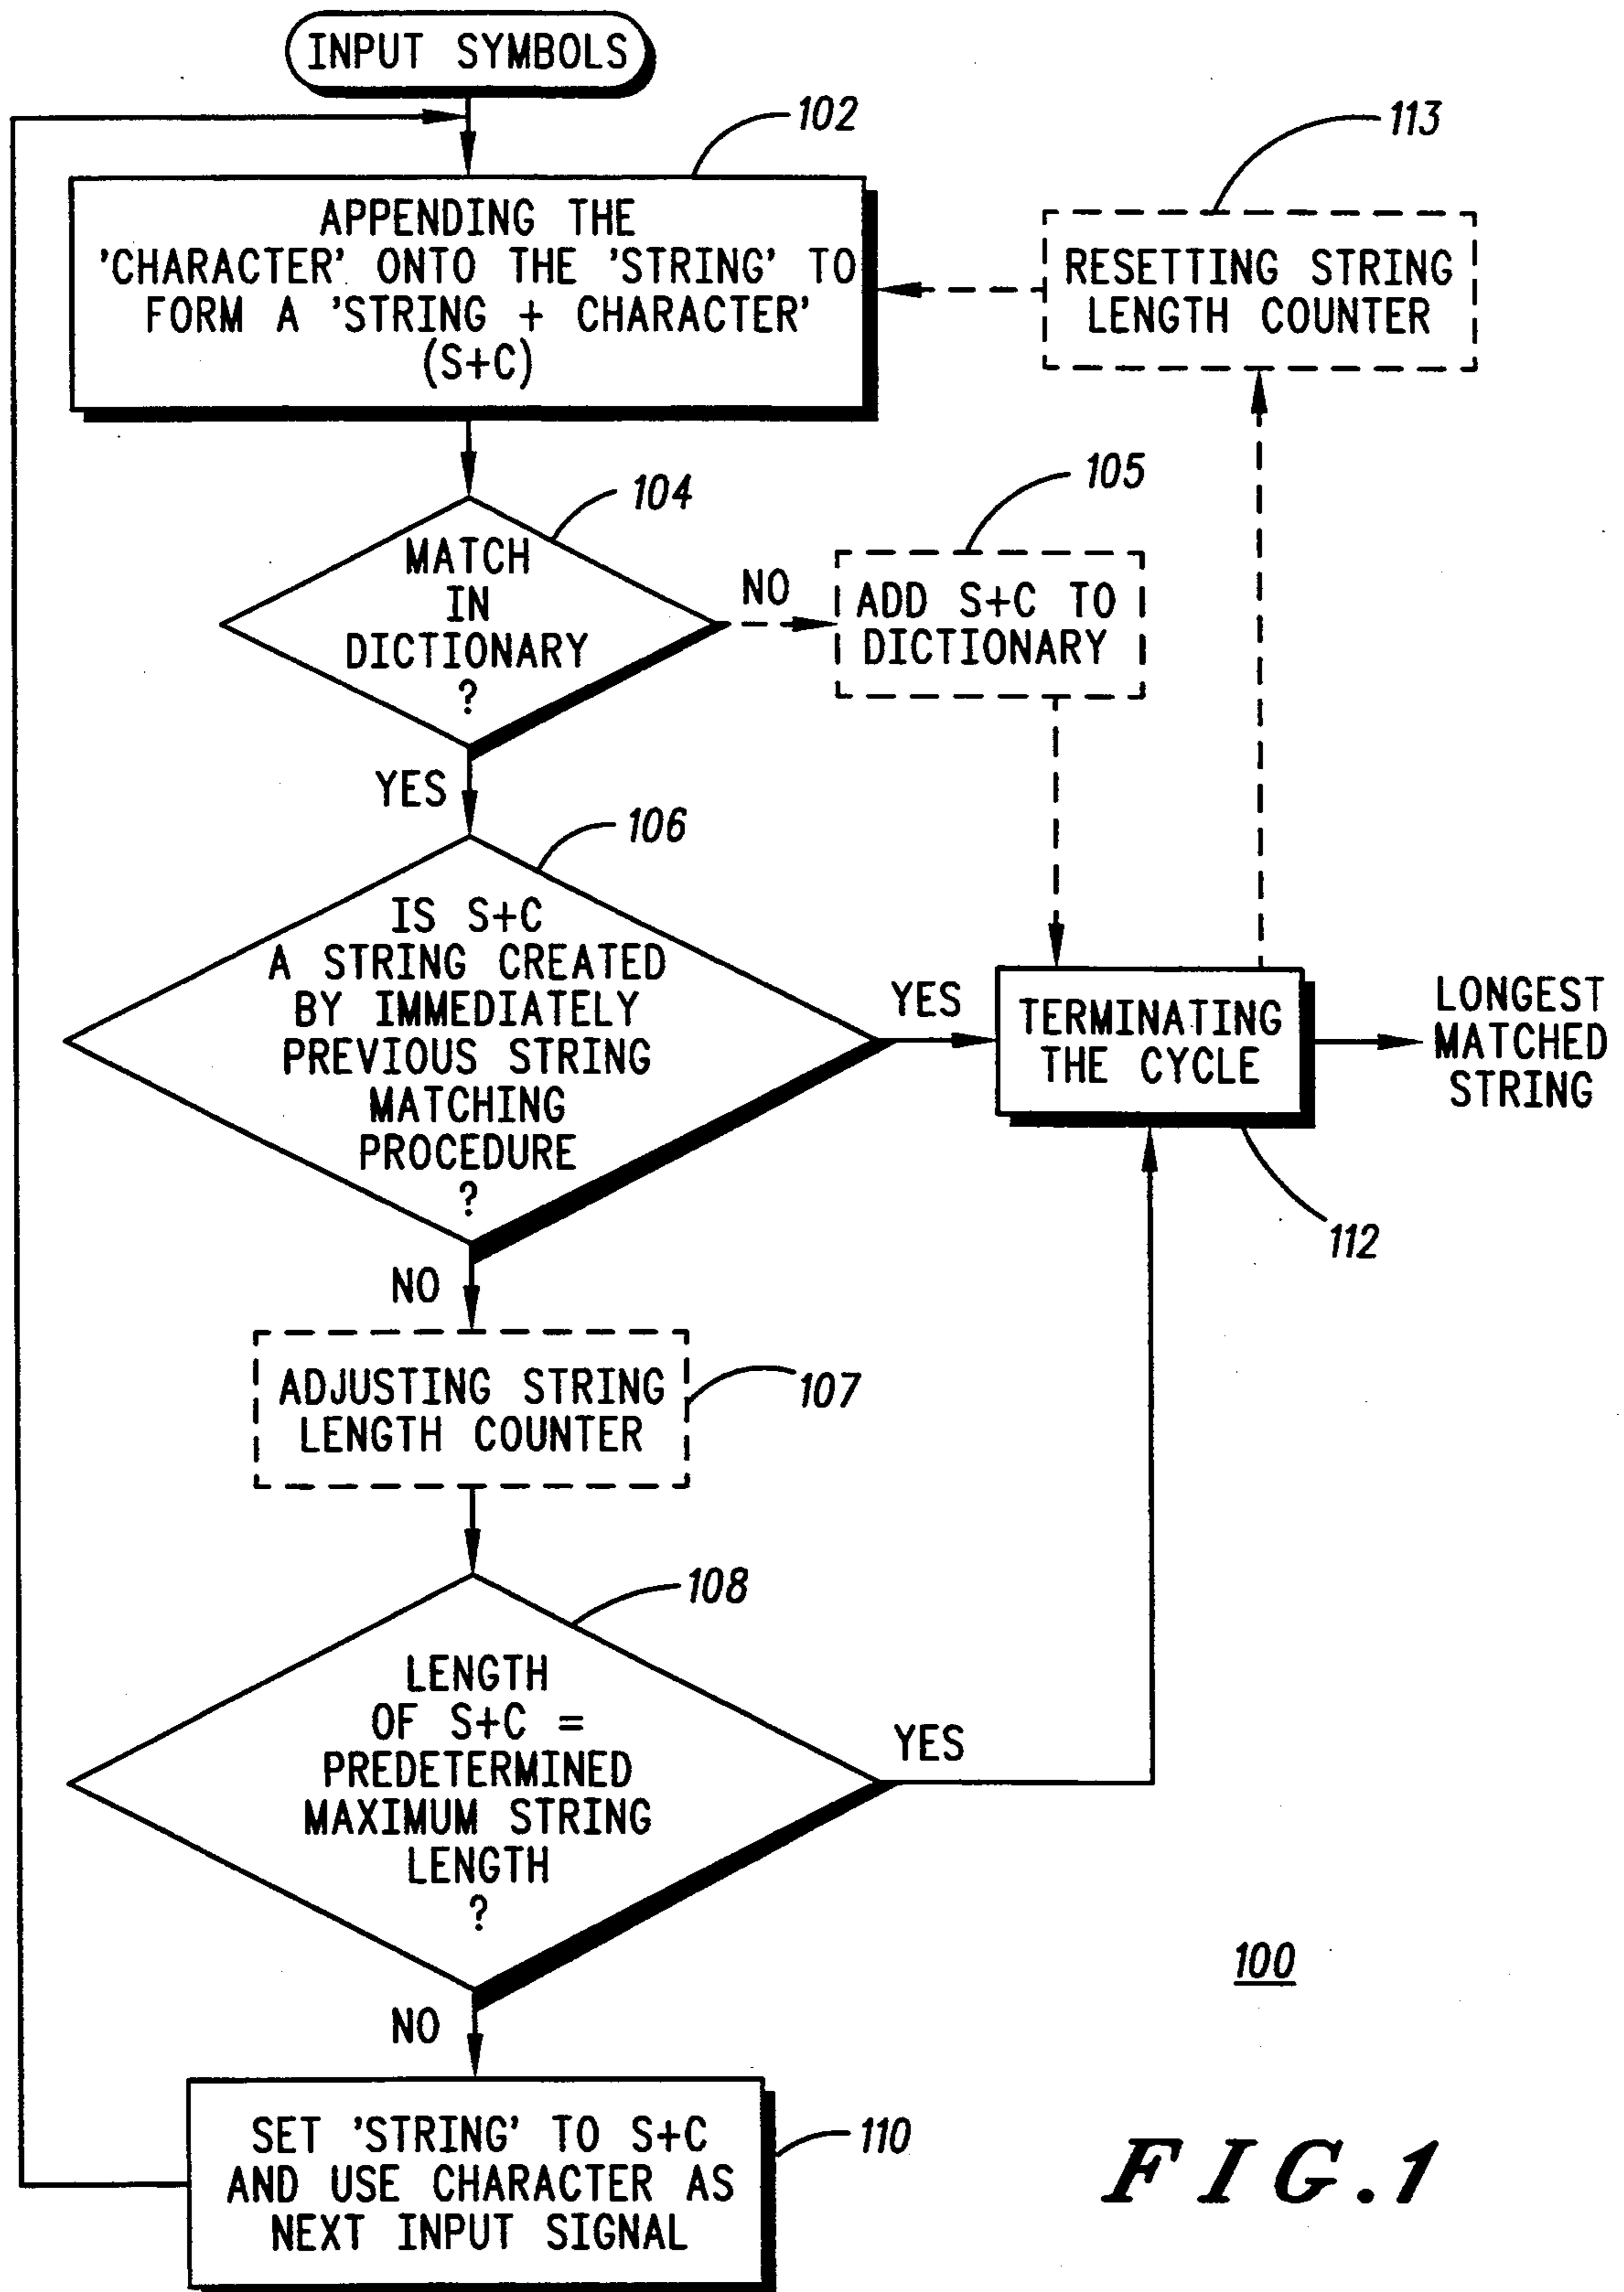 INPUT SYMBOLS
102
APPENDING THE
'CHARACTER' ONTO THE 'STRING' TO
FORM A 'STRING + CHARACTER'
(S+C)
113
RESETTING STRING
LENGTH COUNTER
104
MATCH
IN
DICTIONARY
?
NO
105
ADD S+C TO
DICTIONARY
YES
106
IS S+C
A STRING CREATED
BY IMMEDIATELY
PREVIOUS STRING
MATCHING
PROCEDURE
?
YES
TERMINATING
THE CYCLE
LONGEST
MATCHED
STRING
112
NO
ADJUSTING STRING
LENGTH COUNTER
107
108
LENGTH
OF S+C =
PREDETERMINED
MAXIMUM STRING
LENGTH
?
YES
NO
100
SET 'STRING' TO S+C
AND USE CHARACTER AS
NEXT INPUT SIGNAL
110
FIG.1